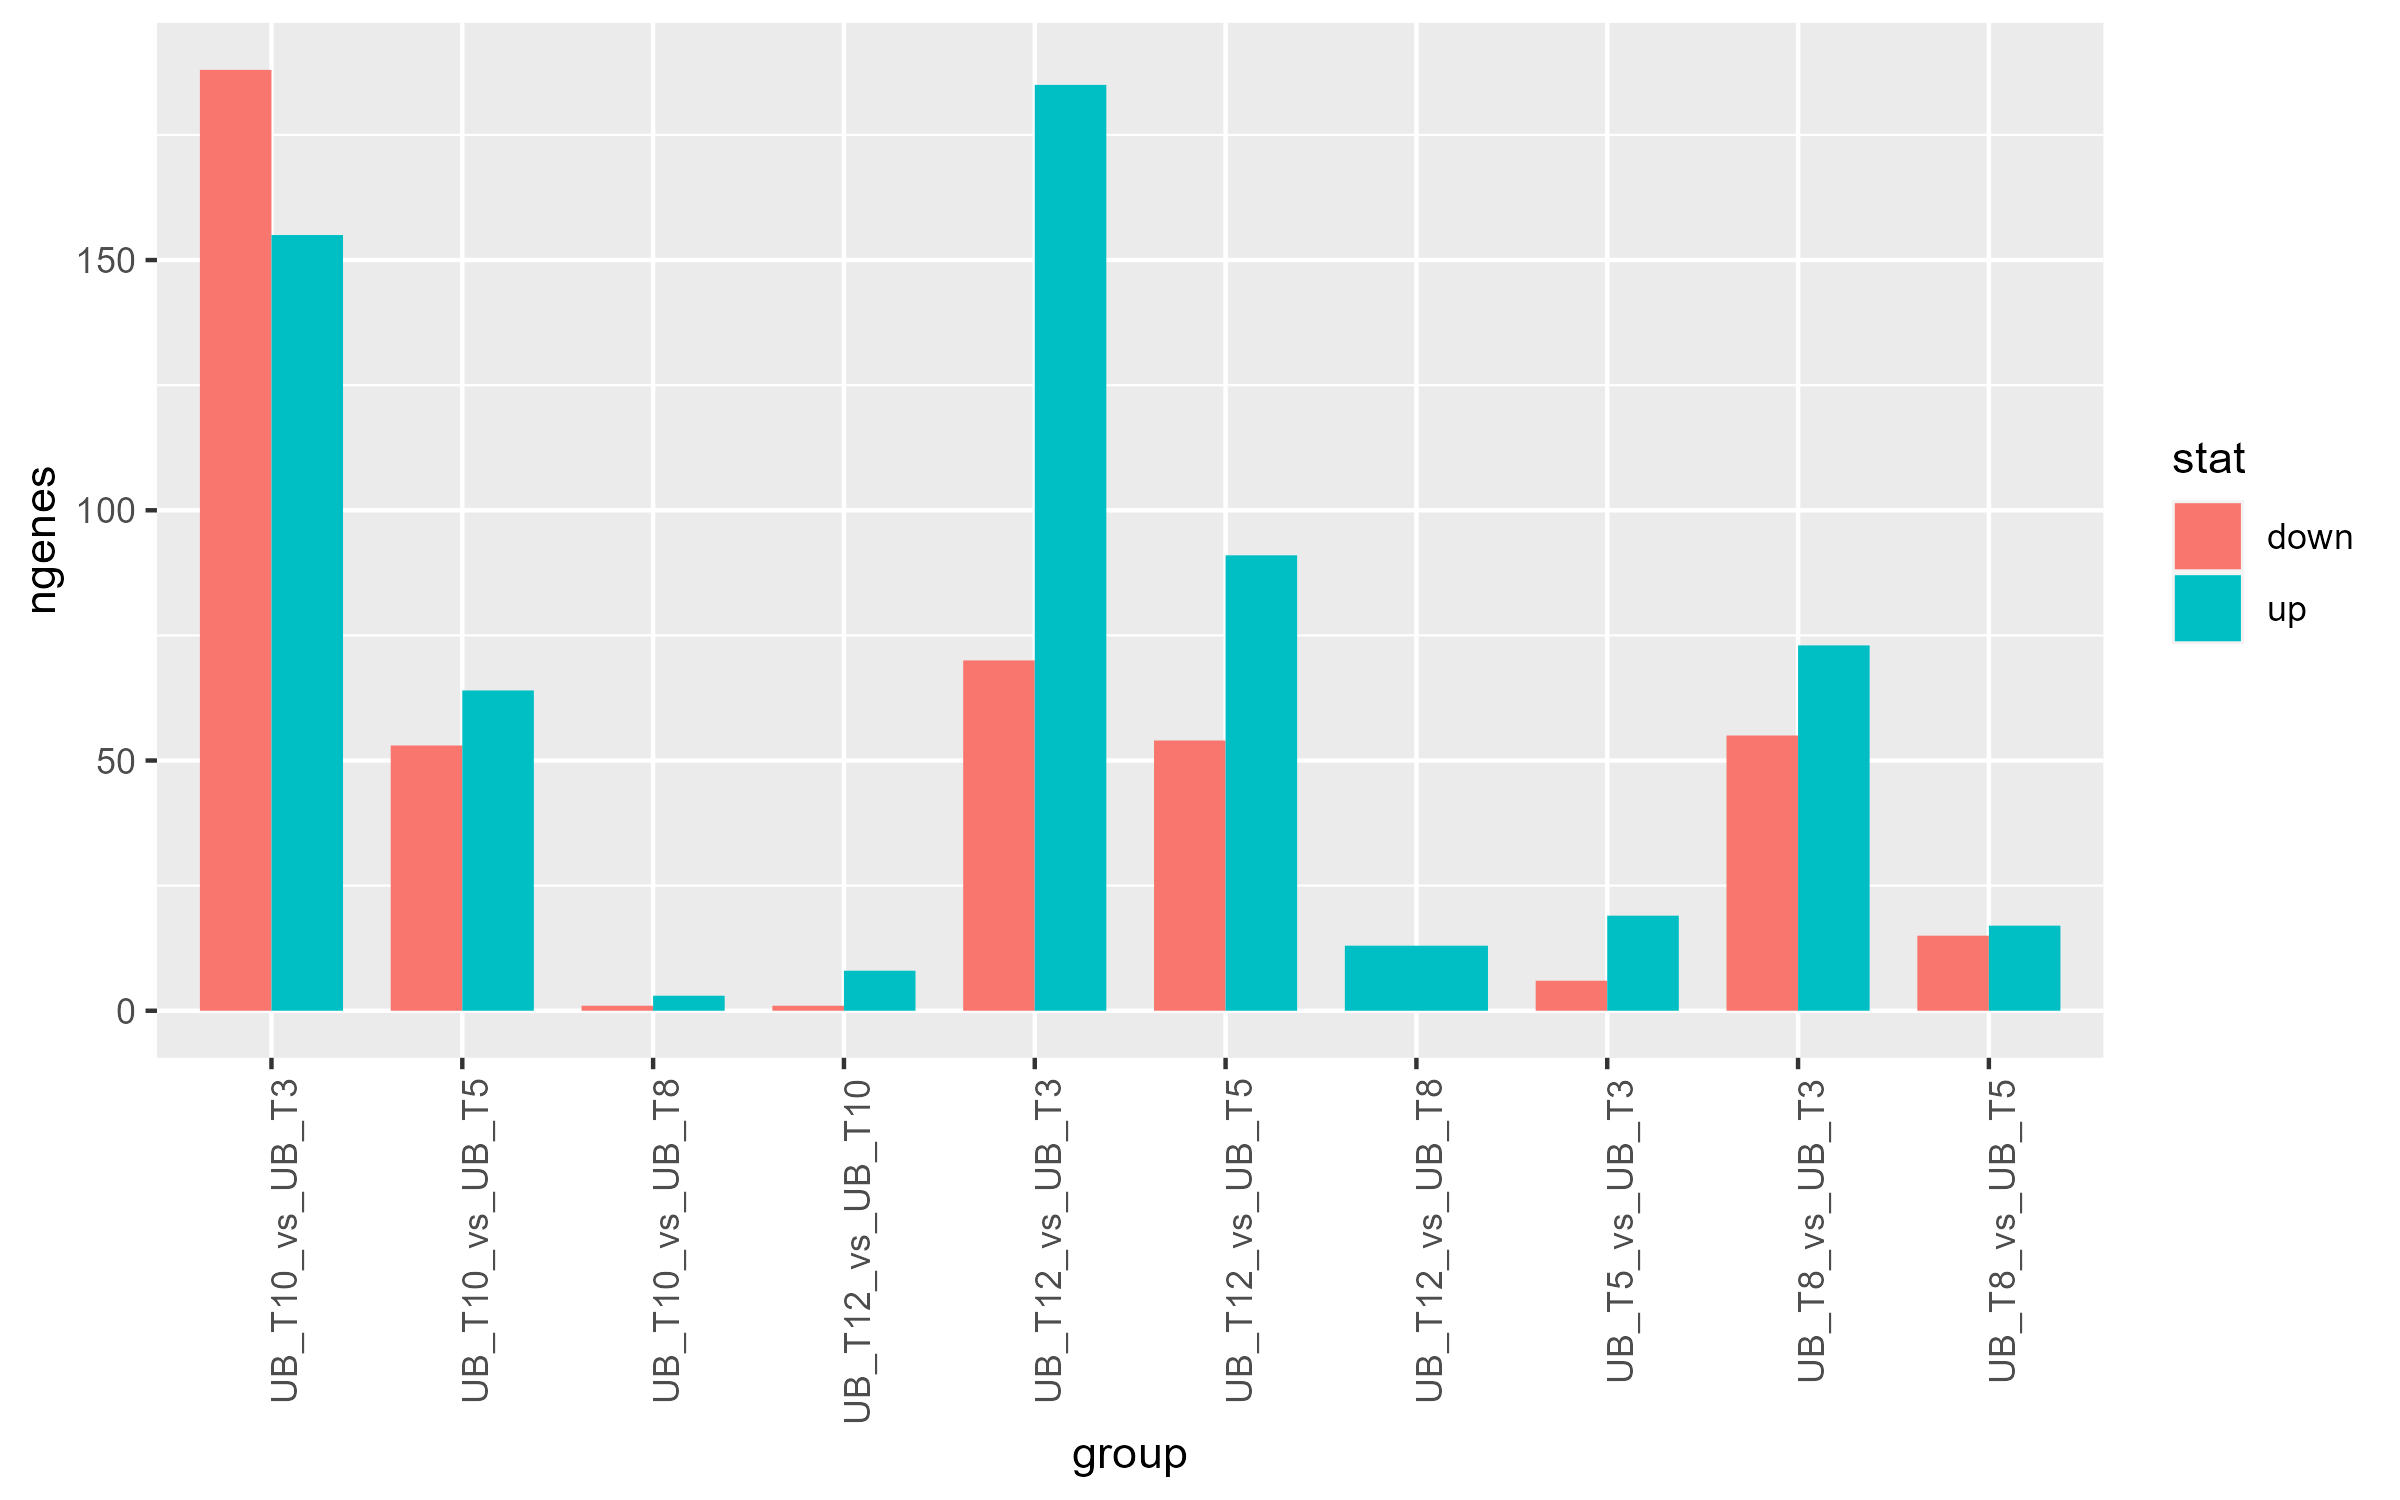 150
100
50
0
ngenes
UB_T10_vs_UB_T3
UB_T10_vs_UB_T5
UB_T10_vs_UB_T8
UB_T12_vs_UB_T10
UB_T12_vs_UB_T3
UB_T12_vs_UB_T5
UB_T12_vs_UB_T8
UB_T5_vs_UB_T3
UB_T8_vs_UB_T3
UB_T8_vs_UB_T5
group
stat
down
up